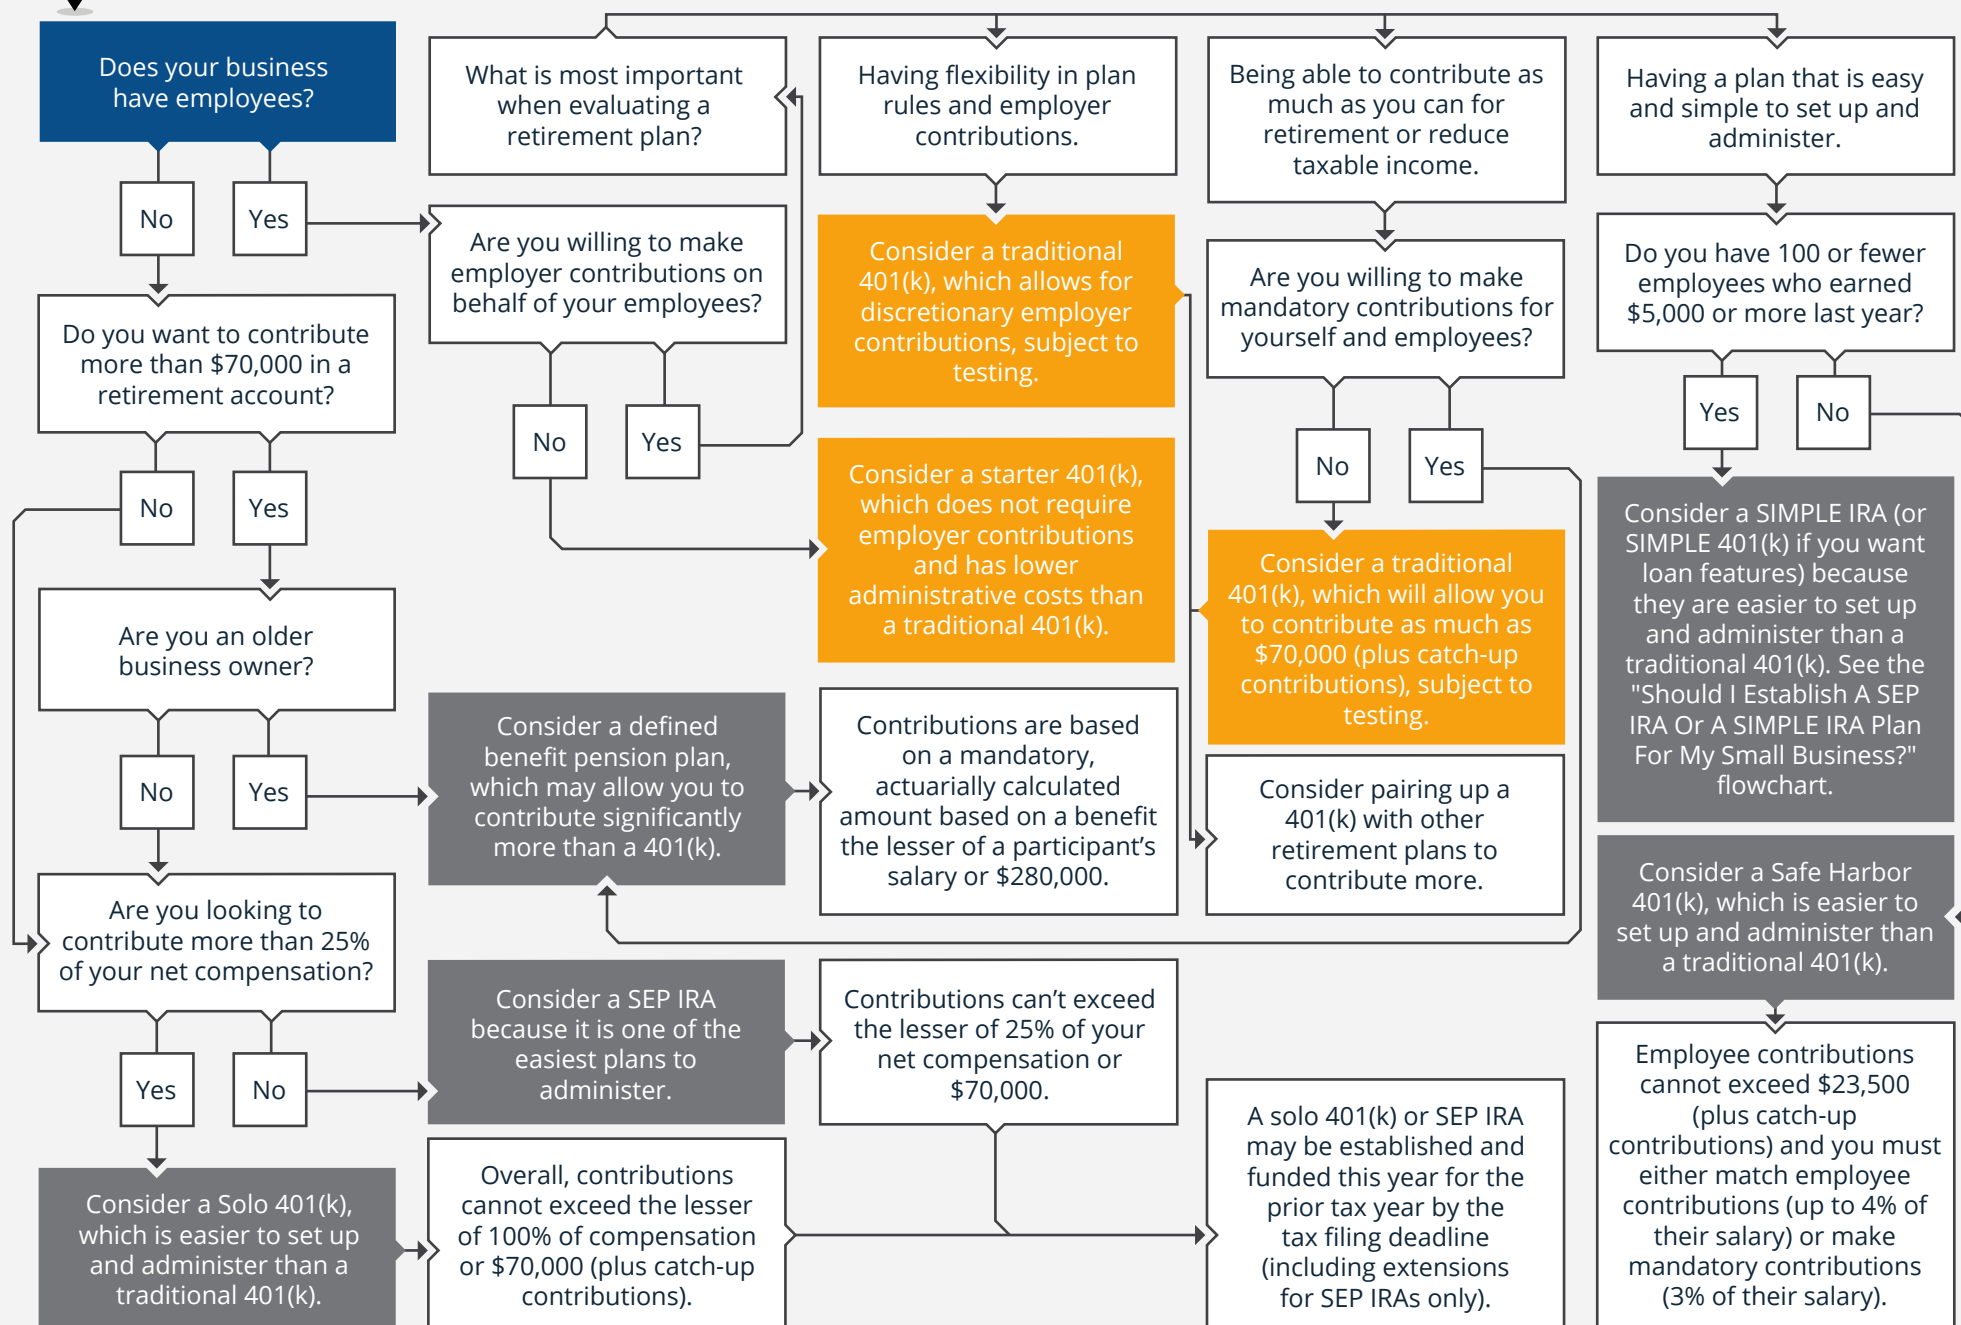 Does your business
have employees?
No
Yes
Do you want to contribute
more than $70,000 in a
retirement account?
No
Yes
Are you an older
business owner?
No
Yes
Are you looking to
contribute more than 25%
of your net compensation?
Yes
No
Consider a Solo 401(k),
which is easier to set up
and administer than a
traditional 401(k).
What is most important
when evaluating a
retirement plan?
Are you willing to make
employer contributions on
behalf of your employees?
No
Yes
Consider a defined
benefit pension plan,
which may allow you to
contribute significantly
more than a 401(k).
Consider a SEP IRA
because it is one of the
easiest plans to
administer.
Overall, contributions
cannot exceed the lesser
of 100% of compensation
or $70,000 (plus catch-up
contributions).
Having flexibility in plan
rules and employer
contributions.
Consider a traditional
401(k), which allows for
discretionary employer
contributions, subject to
testing.
Consider a starter 401(k),
which does not require
employer contributions
and has lower
administrative costs than
a traditional 401(k).
Contributions are based
on a mandatory,
actuarially calculated
amount based on a benefit
the lesser of a participant’s
salary or $280,000.
Contributions can’t exceed
the lesser of 25% of your
net compensation or
$70,000.
Being able to contribute as
much as you can for
retirement or reduce
taxable income.
Are you willing to make
mandatory contributions for
yourself and employees?
No
Yes
Consider a traditional
401(k), which will allow you
to contribute as much as
$70,000 (plus catch-up
contributions), subject to
testing.
Consider pairing up a
401(k) with other
retirement plans to
contribute more.
A solo 401(k) or SEP IRA
may be established and
funded this year for the
prior tax year by the
tax filing deadline
(including extensions
for SEP IRAs only).
Having a plan that is easy
and simple to set up and
administer.
Do you have 100 or fewer
employees who earned
$5,000 or more last year?
Yes
No
Consider a SIMPLE IRA (or
SIMPLE 401(k) if you want
loan features) because
they are easier to set up
and administer than a
traditional 401(k). See the
"Should I Establish A SEP
IRA Or A SIMPLE IRA Plan
For My Small Business?"
flowchart.
Consider a Safe Harbor
401(k), which is easier to
set up and administer than
a traditional 401(k).
Employee contributions
cannot exceed $23,500
(plus catch-up
contributions) and you must
either match employee
contributions (up to 4% of
their salary) or make
mandatory contributions
(3% of their salary).